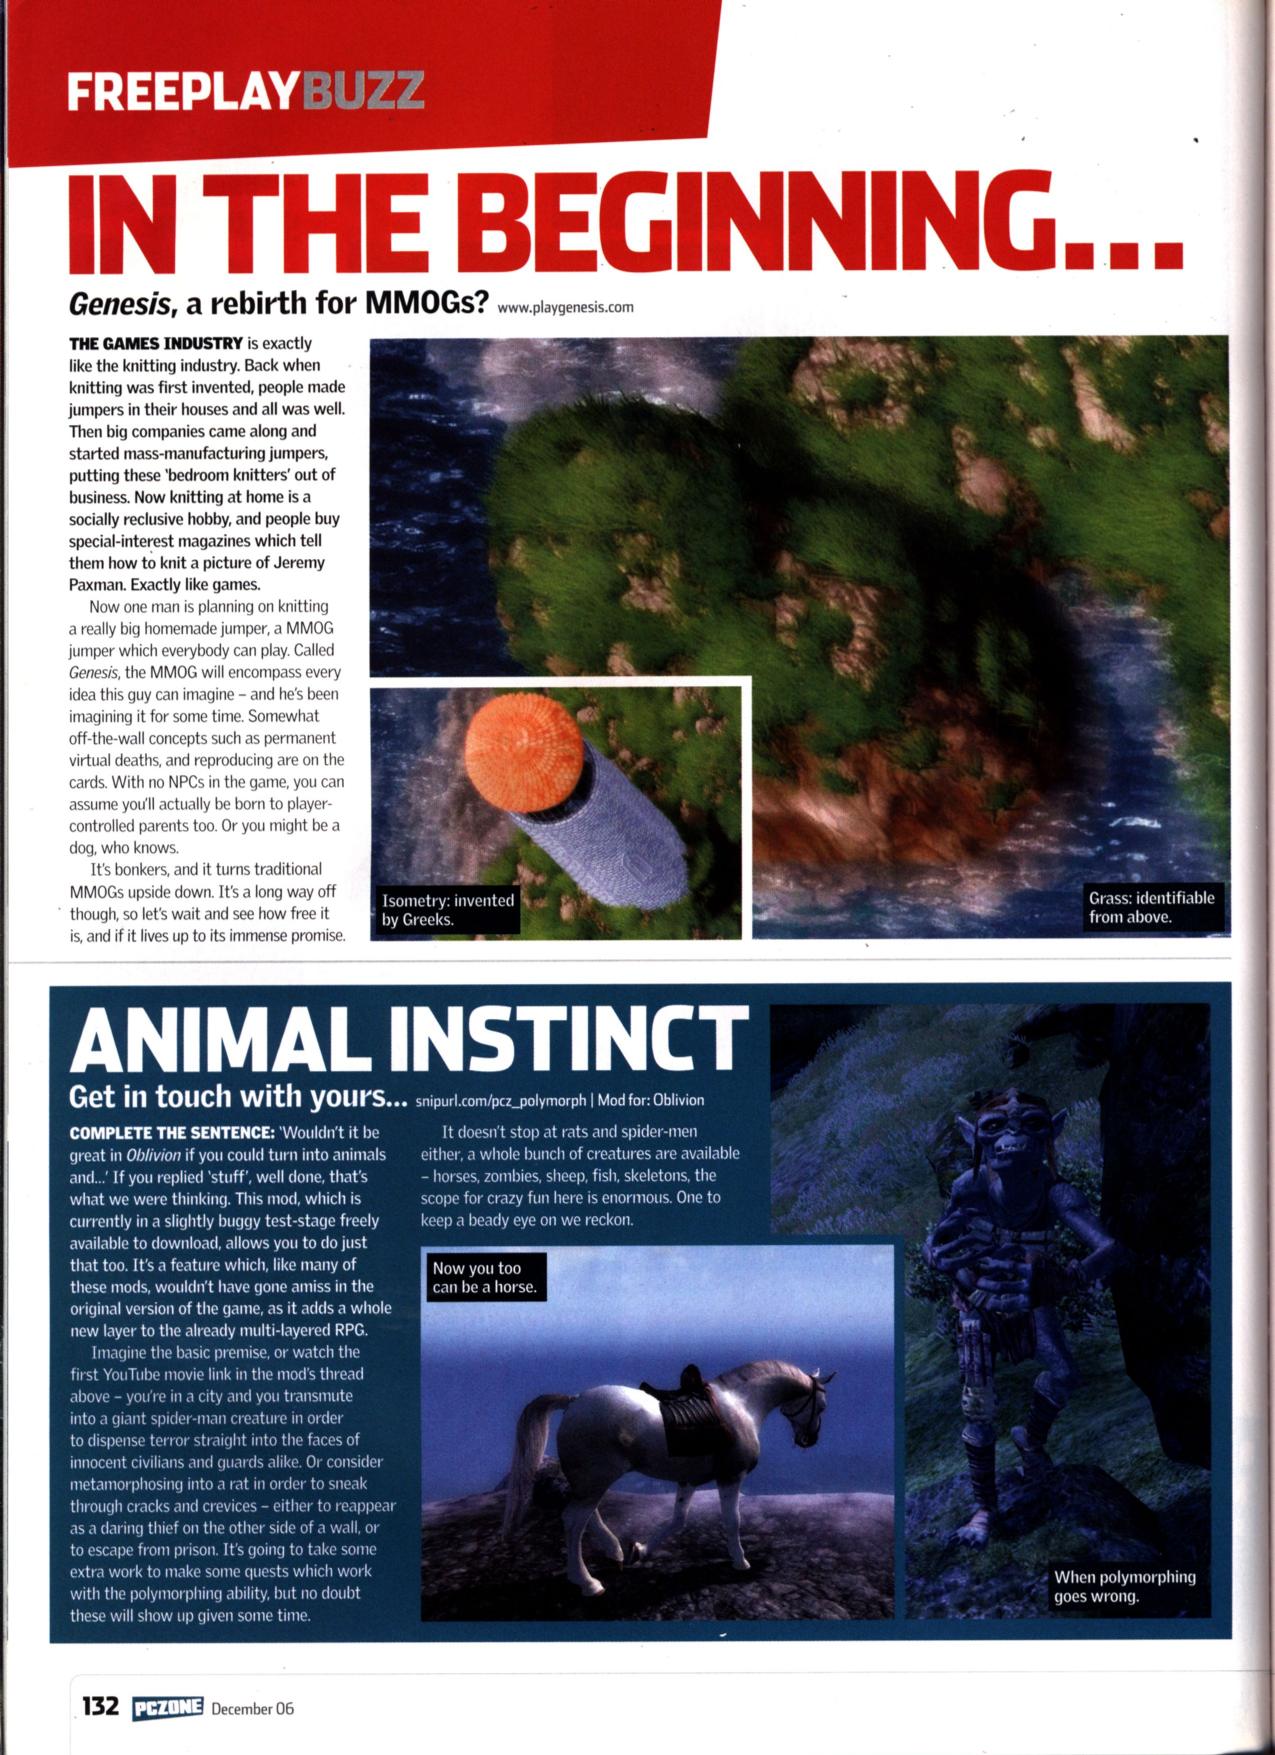 FREEPLAYBUZZ
IN THE BEGINNING...
Genesis, a rebirth for MMOGs? www.playgenesis.com
THE GAMES INDUSTRY is exactly
like the knitting industry. Back when
knitting was first invented, people made
jumpers in their houses and all was well.
Then big companies came along and
started mass-manufacturing jumpers,
putting these 'bedroom knitters' out of
business. Now knitting at home is a
socially reclusive hobby, and people buy
special-interest magazines which tell
them how to knit a picture of Jeremy
Paxman. Exactly like games.
Now one man is planning on knitting
a really big homemade jumper, a MMOG
jumper which everybody can play. Called
Genesis, the MMOG will encompass every
idea this guy can imagine – and he's been
imagining it for some time. Somewhat
off-the-wall concepts such as permanent
virtual deaths, and reproducing are on the
cards. With no NPCs in the game, you can
assume you'll actually be born to player-
controlled parents too. Or you might be a
dog, who knows.
It's bonkers, and it turns traditional
MMOGs upside down. It's a long way off
though, so let's wait and see how free it
is, and if it lives up to its immense promise.
Isometry: invented
by Greeks.
Grass: identifiable
from above.
ANIMAL INSTINCT
Get in touch with yours... snipurl.com/pcz_polymorph | Mod for: Oblivion
COMPLETE THE SENTENCE: 'Wouldn't it be
great in Oblivion if you could turn into animals
and...' If you replied 'stuff', well done, that's
what we were thinking. This mod, which is
currently in a slightly buggy test-stage freely
available to download, allows you to do just
that too. It's a feature which, like many of
these mods, wouldn't have gone amiss in the
original version of the game, as it adds a whole
new layer to the already multi-layered RPG.
Imagine the basic premise, or watch the
first YouTube movie link in the mod's thread
above – you're in a city and you transmute
into a giant spider-man creature in order
to dispense terror straight into the faces of
innocent civilians and guards alike. Or consider
metamorphosing into a rat in order to sneak
through cracks and crevices – either to reappear
as a daring thief on the other side of a wall, or
to escape from prison. It's going to take some
extra work to make some quests which work
with the polymorphing ability, but no doubt
these will show up given some time.
It doesn't stop at rats and spider-men
either, a whole bunch of creatures are available
– horses, zombies, sheep, fish, skeletons, the
scope for crazy fun here is enormous. One to
keep a beady eye on we reckon.
Now you too
can be a horse.
When polymorphing
goes wrong.
132 PCZONE December 06